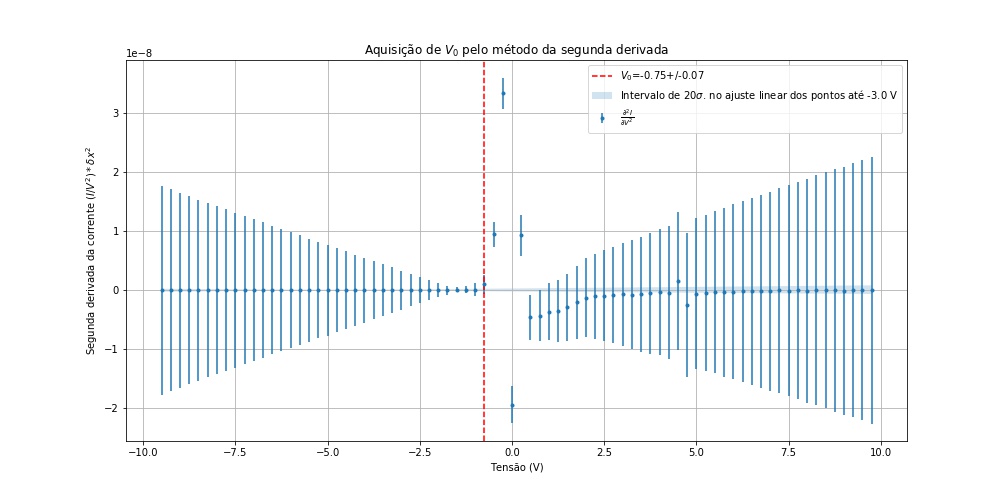 Aquisição de V₀ pelo método da segunda derivada
1e−8
V₀=-0.75+/-0.07
Intervalo de 20σ. no ajuste linear dos pontos até -3.0 V
∂²I/∂V²
Segunda derivada da corrente (I/V²)*δx²
3
2
1
0
−1
−2
−10.0 −7.5 −5.0 −2.5 0.0 2.5 5.0 7.5 10.0
Tensão (V)